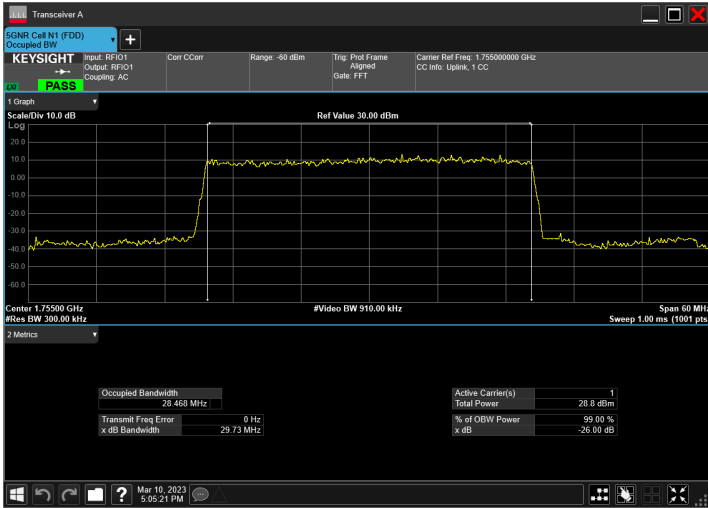 Transceiver A
5GNR Cell N1 (FDD)
Occupied BW
KEYSIGHT
PASS
Input: RFIO1
Output: RFIO1
Coupling: AC
Corr CCorr
Range: -60 dBm
Trig: Prot Frame
Aligned
Gate: FFT
Carrier Ref Freq: 1.755000000 GHz
CC Info: Uplink, 1 CC
1 Graph
Scale/Div 10.0 dB
Ref Value 30.00 dBm
Log
20.0
10.0
0.00
-10.0
-20.0
-30.0
-40.0
-50.0
-60.0
Center 1.75500 GHz
#Video BW 910.00 kHz
Span 60 MHz
#Res BW 300.00 kHz
Sweep 1.00 ms (1001 pts
2 Metrics
Occupied Bandwidth
28.468 MHz
Transmit Freq Error 0 Hz
x dB Bandwidth 29.73 MHz
Active Carrier(s) 1
Total Power 28.8 dBm
% of OBW Power 99.00 %
x dB -26.00 dB
?
Mar 10, 2023
5:05:21 PM